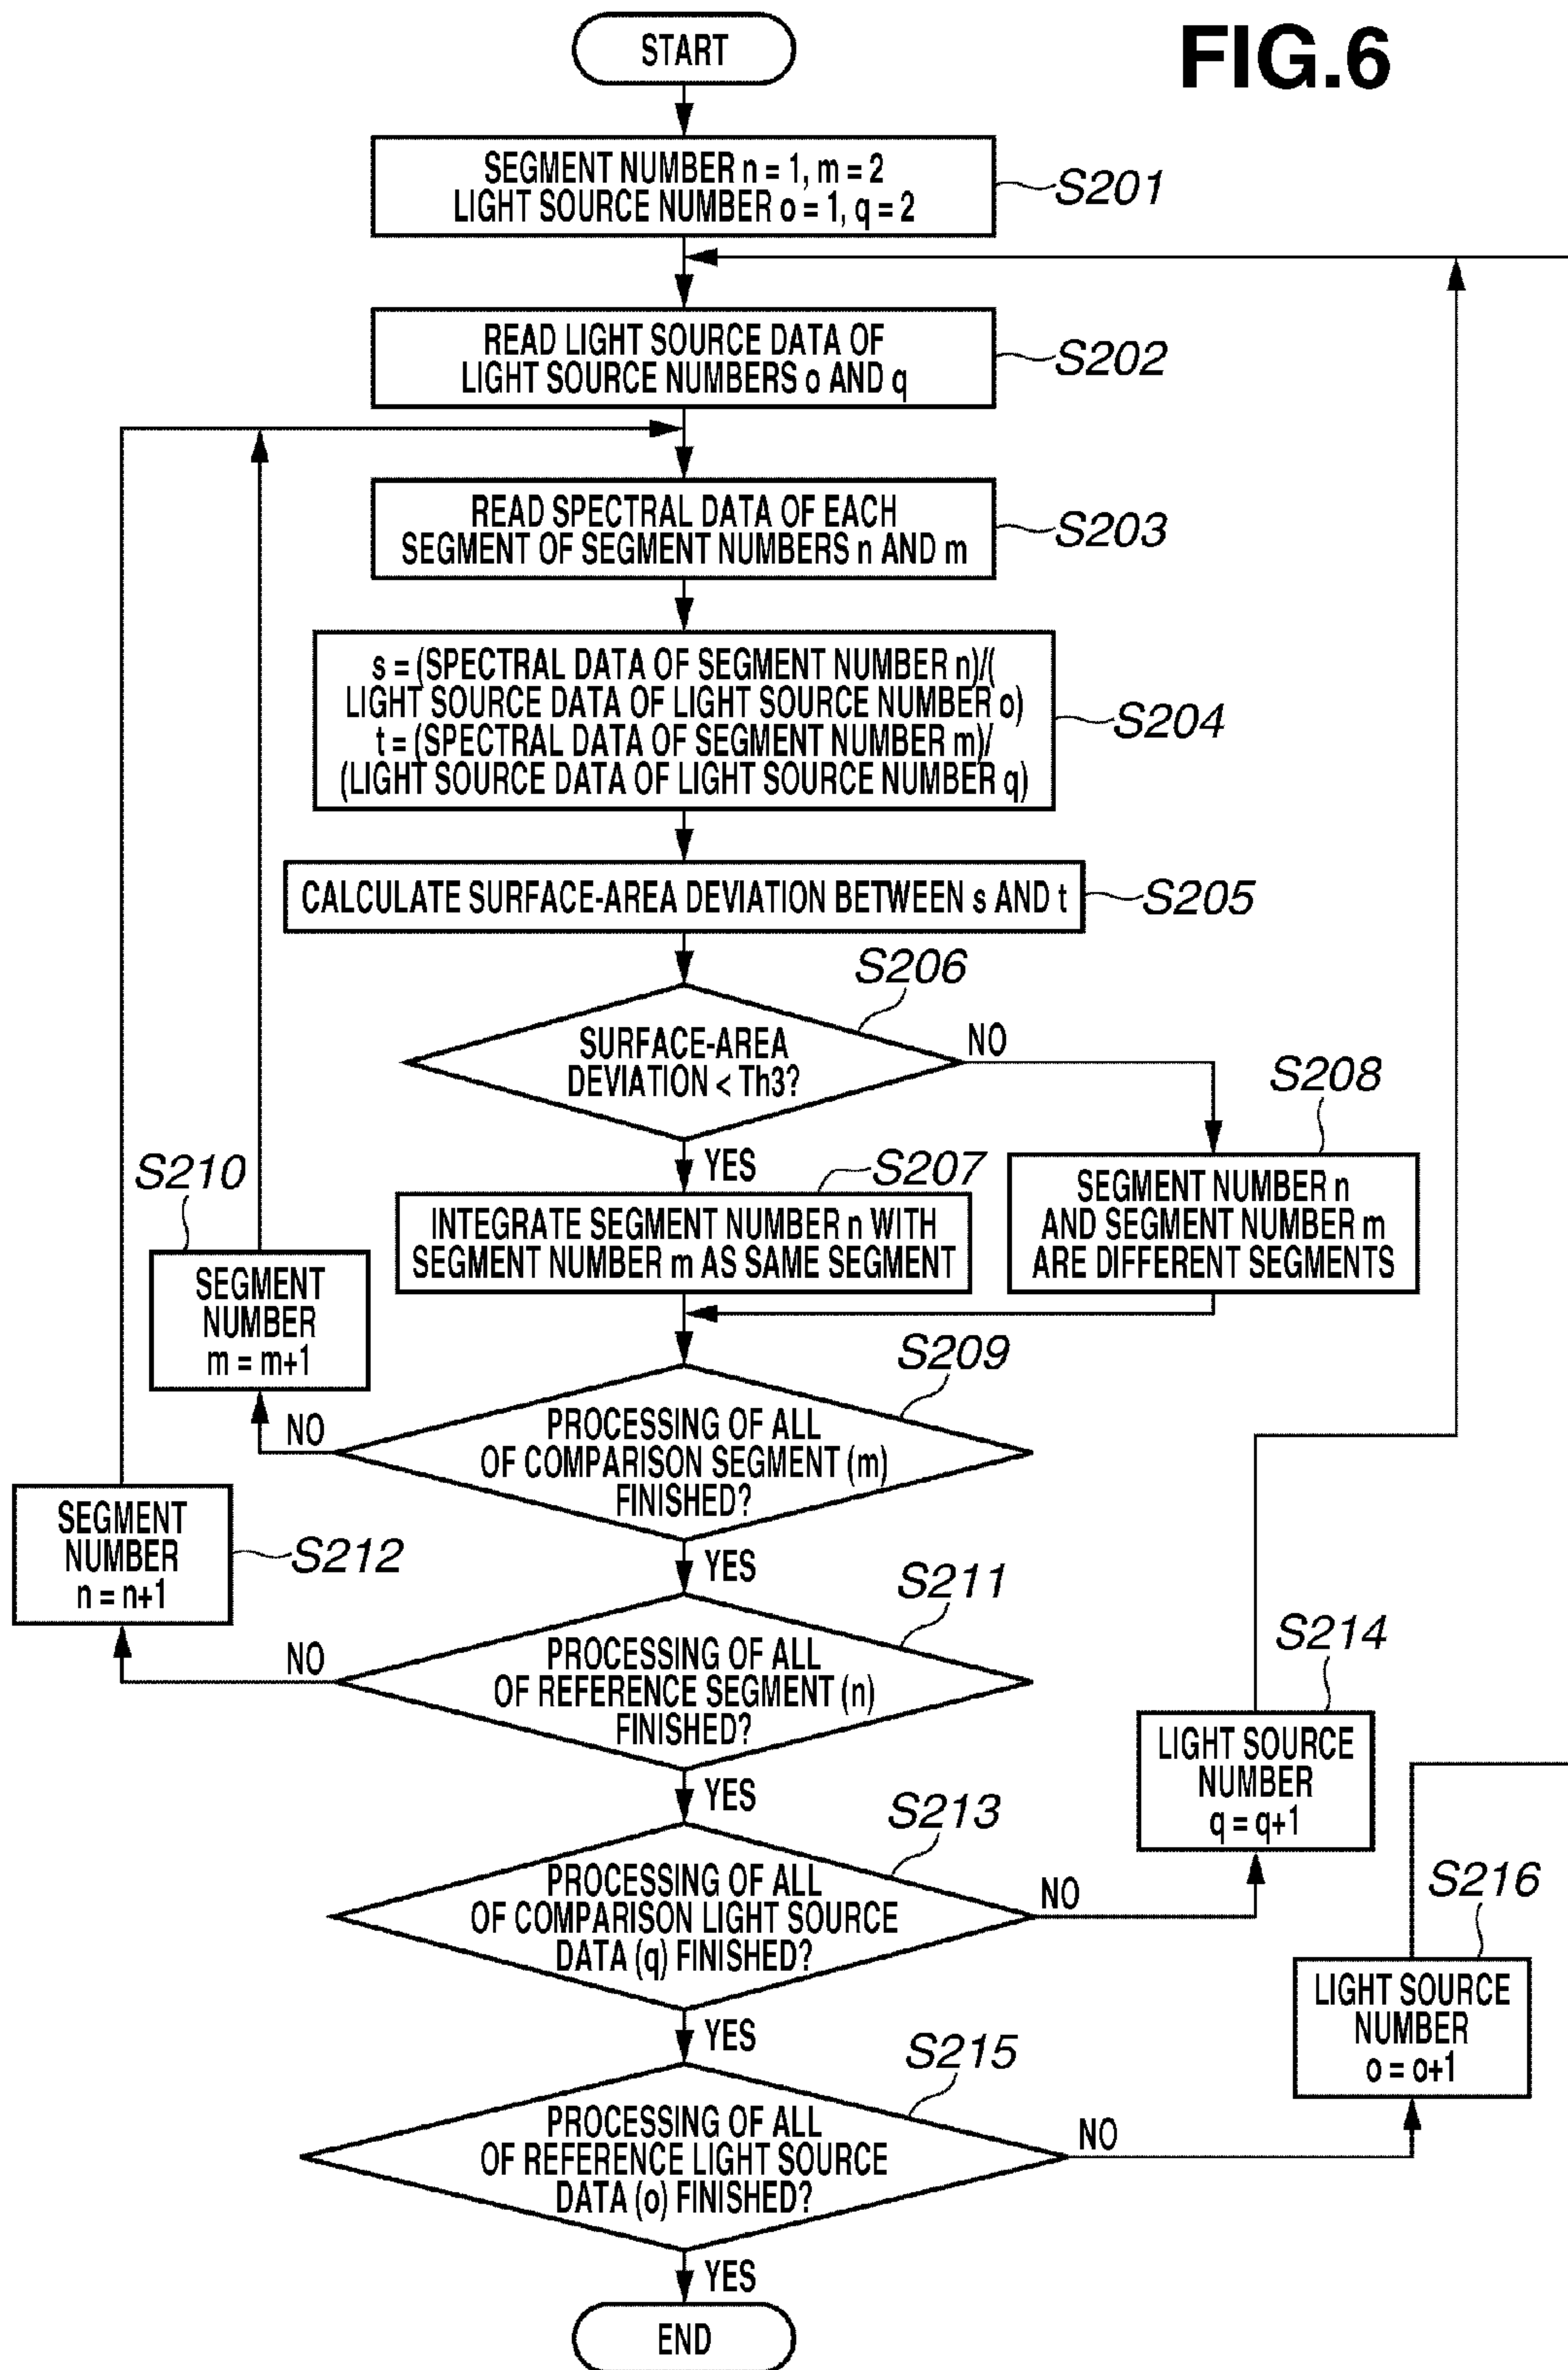 FIG.6
START
SEGMENT NUMBER n = 1, m = 2
LIGHT SOURCE NUMBER o = 1, q = 2
S201
READ LIGHT SOURCE DATA OF
LIGHT SOURCE NUMBERS o AND q
S202
READ SPECTRAL DATA OF EACH
SEGMENT OF SEGMENT NUMBERS n AND m
S203
s = (SPECTRAL DATA OF SEGMENT NUMBER n)/(
LIGHT SOURCE DATA OF LIGHT SOURCE NUMBER o)
t = (SPECTRAL DATA OF SEGMENT NUMBER m)/
(LIGHT SOURCE DATA OF LIGHT SOURCE NUMBER q)
S204
CALCULATE SURFACE-AREA DEVIATION BETWEEN s AND t
S205
S206
SURFACE-AREA
DEVIATION < Th3?
NO
YES
S207
INTEGRATE SEGMENT NUMBER n WITH
SEGMENT NUMBER m AS SAME SEGMENT
S208
SEGMENT NUMBER n
AND SEGMENT NUMBER m
ARE DIFFERENT SEGMENTS
S210
SEGMENT
NUMBER
m = m+1
S209
PROCESSING OF ALL
OF COMPARISON SEGMENT (m)
FINISHED?
NO
YES
SEGMENT
NUMBER
n = n+1
S212
S211
PROCESSING OF ALL
OF REFERENCE SEGMENT (n)
FINISHED?
NO
YES
S214
LIGHT SOURCE
NUMBER
q = q+1
S213
PROCESSING OF ALL
OF COMPARISON LIGHT SOURCE
DATA (q) FINISHED?
NO
YES
S216
LIGHT SOURCE
NUMBER
o = o+1
S215
PROCESSING OF ALL
OF REFERENCE LIGHT SOURCE
DATA (o) FINISHED?
NO
YES
END